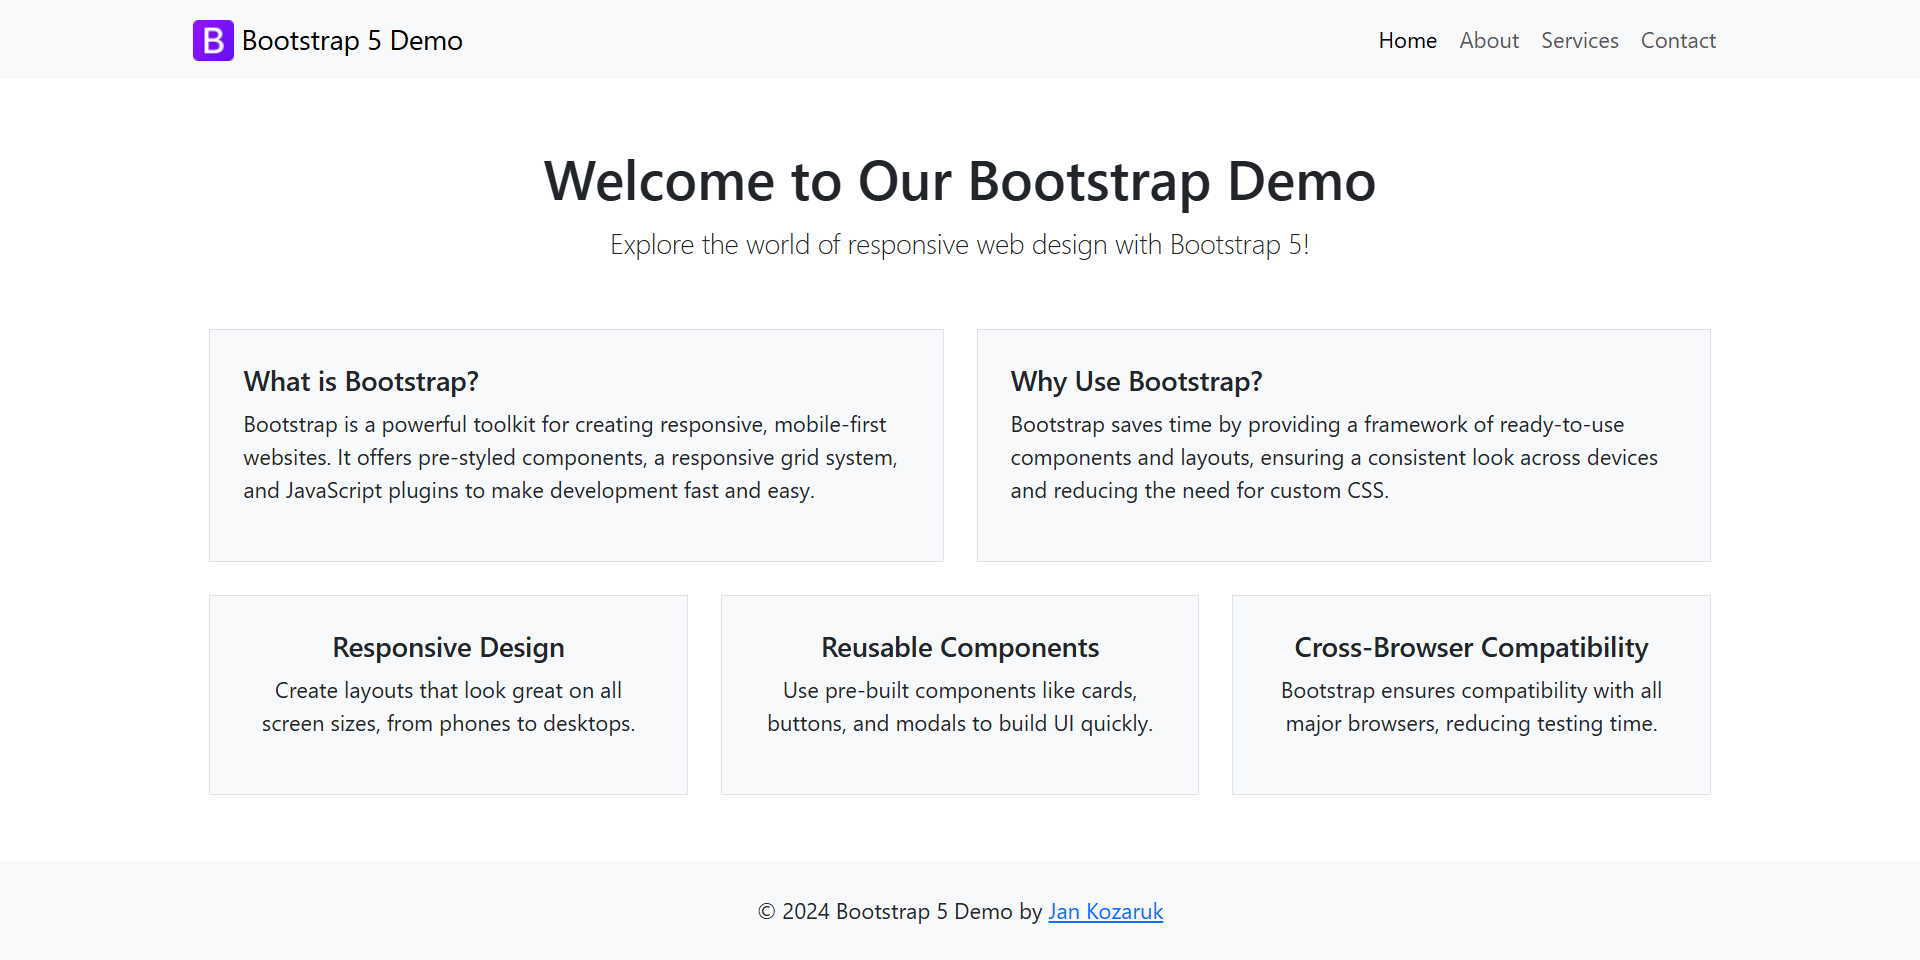 B Bootstrap 5 Demo
Home About Services Contact
Welcome to Our Bootstrap Demo
Explore the world of responsive web design with Bootstrap 5!
What is Bootstrap?
Bootstrap is a powerful toolkit for creating responsive, mobile-first
websites. It offers pre-styled components, a responsive grid system,
and JavaScript plugins to make development fast and easy.
Why Use Bootstrap?
Bootstrap saves time by providing a framework of ready-to-use
components and layouts, ensuring a consistent look across devices
and reducing the need for custom CSS.
Responsive Design
Create layouts that look great on all
screen sizes, from phones to desktops.
Reusable Components
Use pre-built components like cards,
buttons, and modals to build UI quickly.
Cross-Browser Compatibility
Bootstrap ensures compatibility with all
major browsers, reducing testing time.
© 2024 Bootstrap 5 Demo by Jan Kozaruk